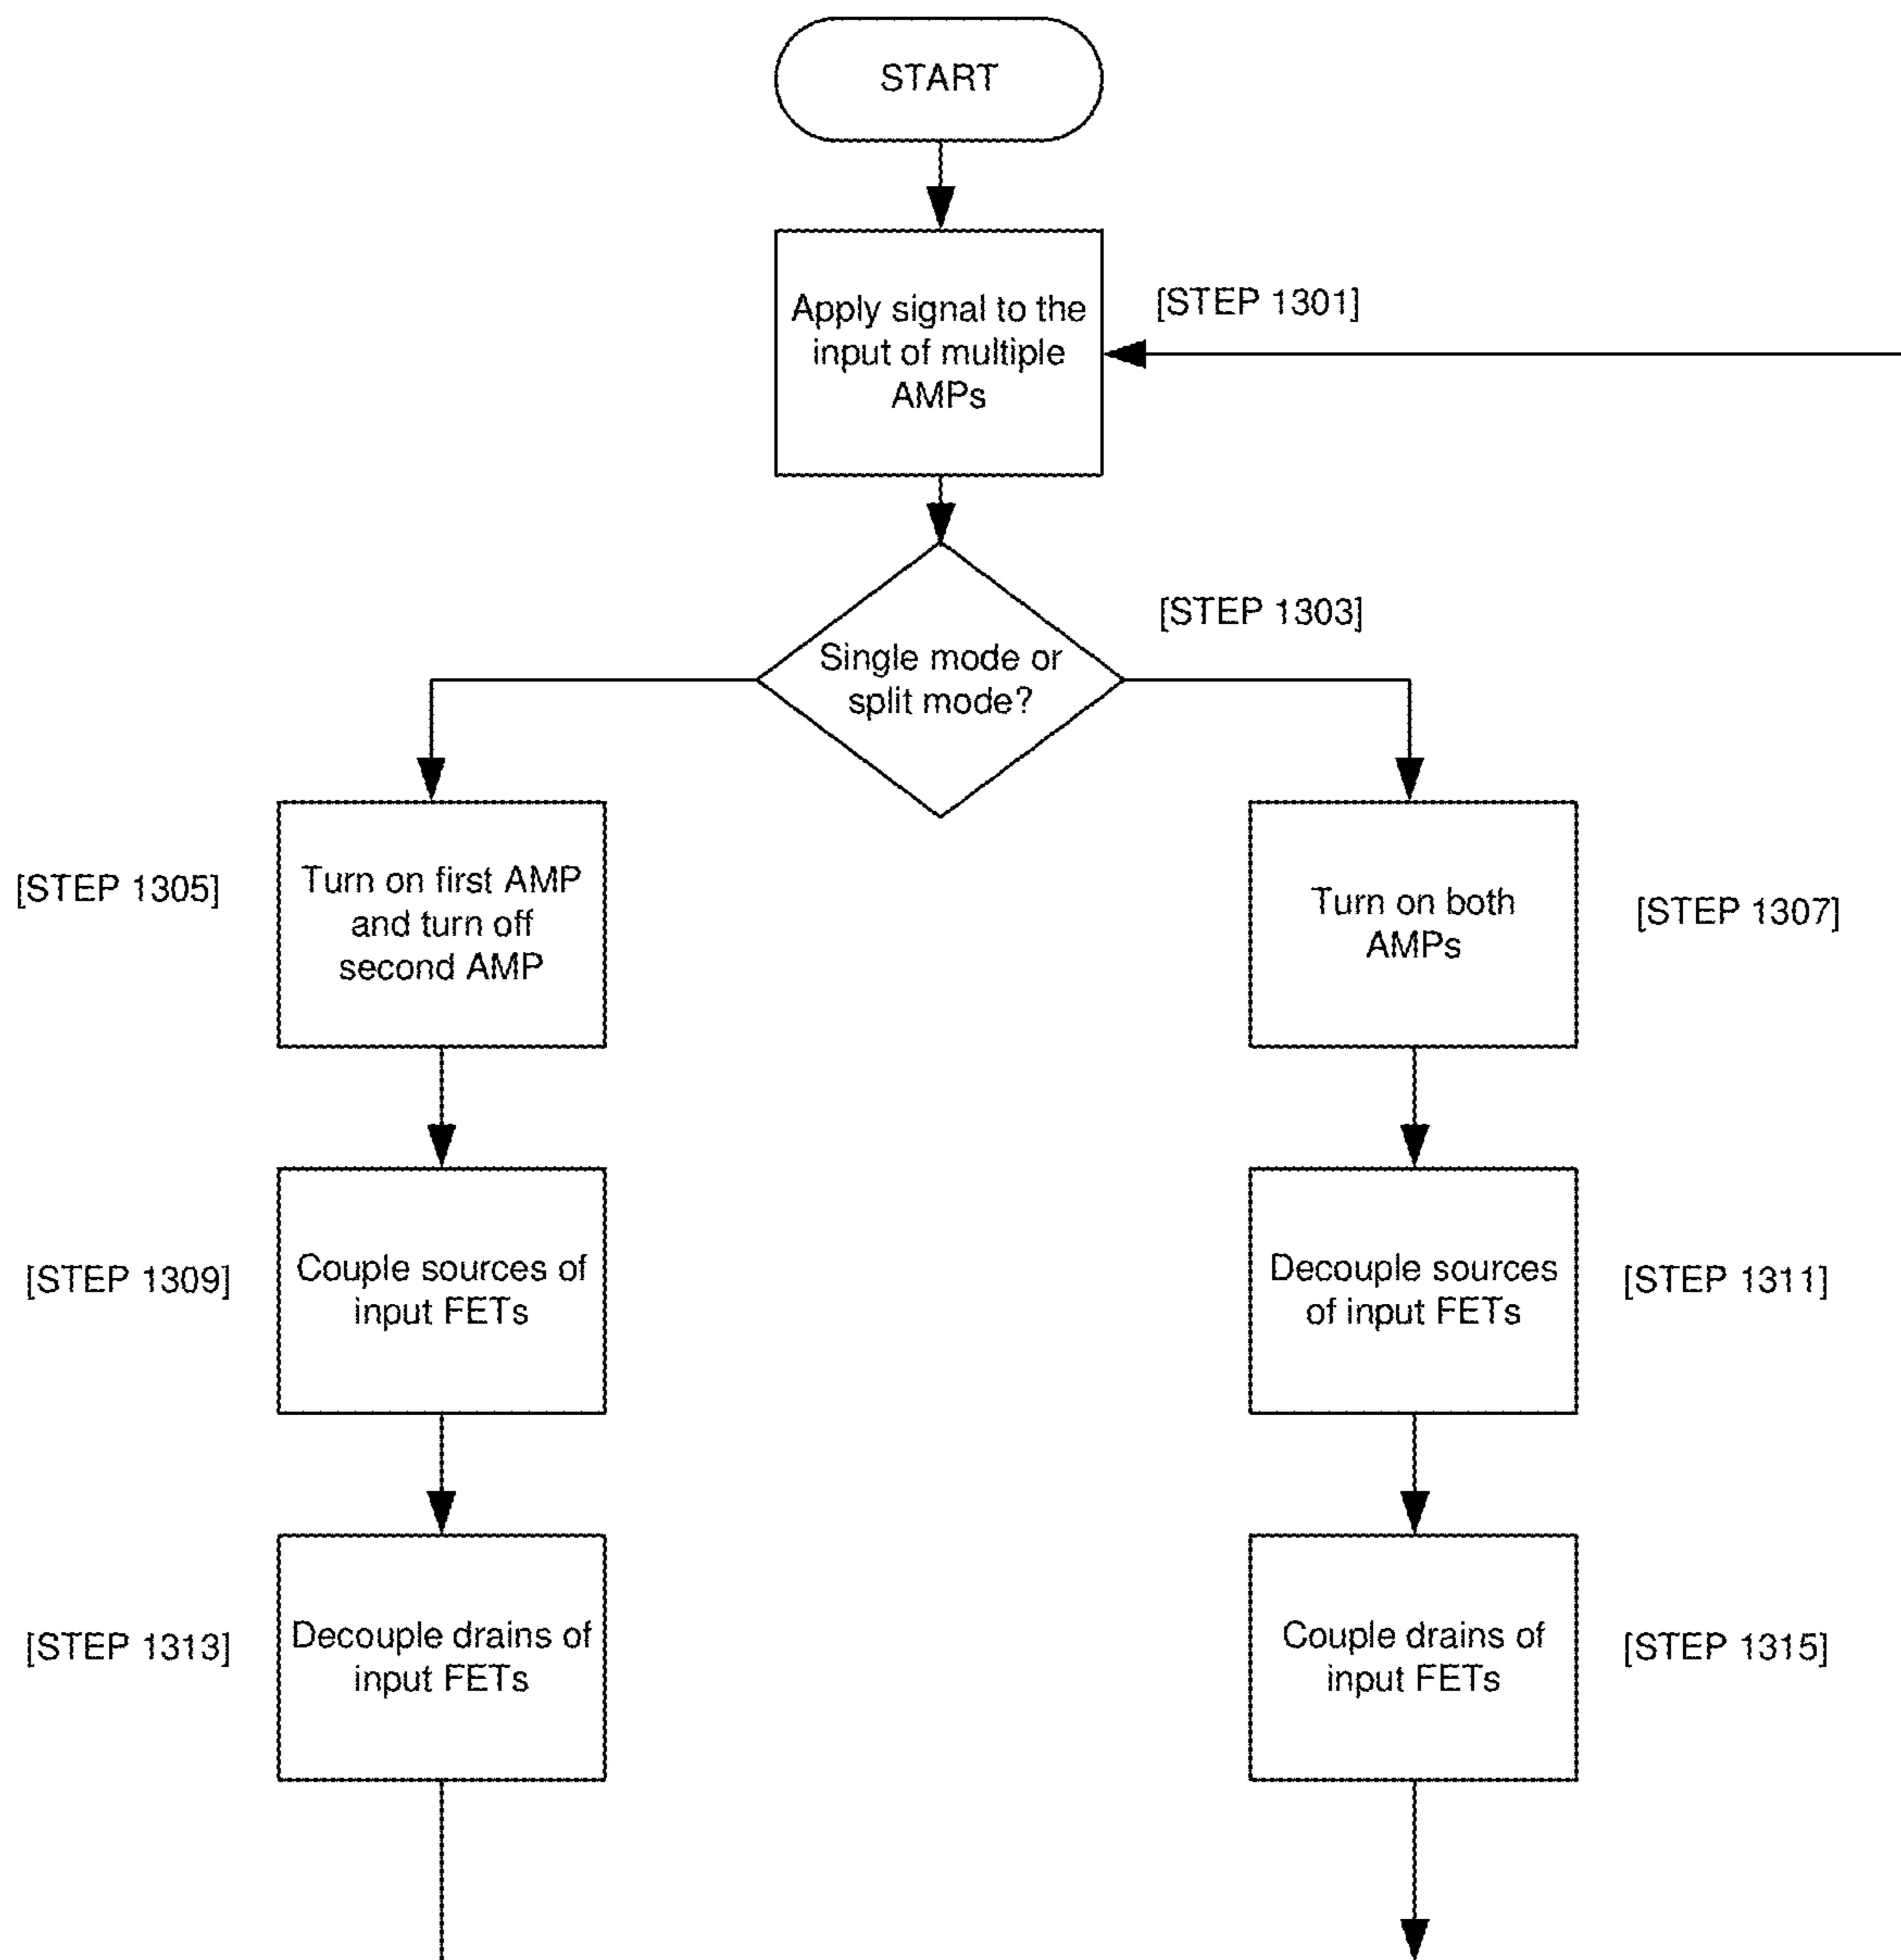 START
Apply signal to the
input of multiple
AMPs
[STEP 1301]
Single mode or
split mode?
[STEP 1303]
[STEP 1305]
Turn on first AMP
and turn off
second AMP
Turn on both
AMPs
[STEP 1307]
[STEP 1309]
Couple sources of
input FETs
Decouple sources
of input FETs
[STEP 1311]
[STEP 1313]
Decouple drains of
input FETs
Couple drains of
input FETs
[STEP 1315]